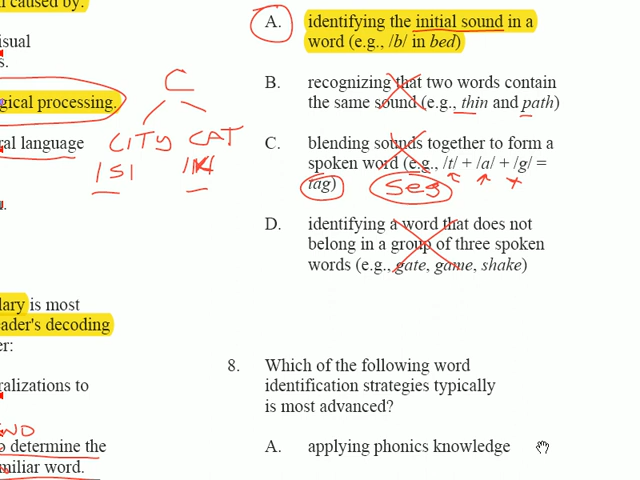 l caused by:
isual
s.
gical processing.
ral language
.
lary is most
eader's decoding
er:
ralizations to
ND
o determine the
miliar word.
C
CITY CAT
/S/ /K/
A. identifying the initial sound in a
word (e.g., /b/ in bed)
B. recognizing that two words contain
the same sound (e.g., thin and path)
C. blending sounds together to form a
spoken word (e.g., /t/ + /a/ + /g/ =
tag) seg
D. identifying a word that does not
belong in a group of three spoken
words (e.g., gate, game, shake)
8. Which of the following word
identification strategies typically
is most advanced?
A. applying phonics knowledge